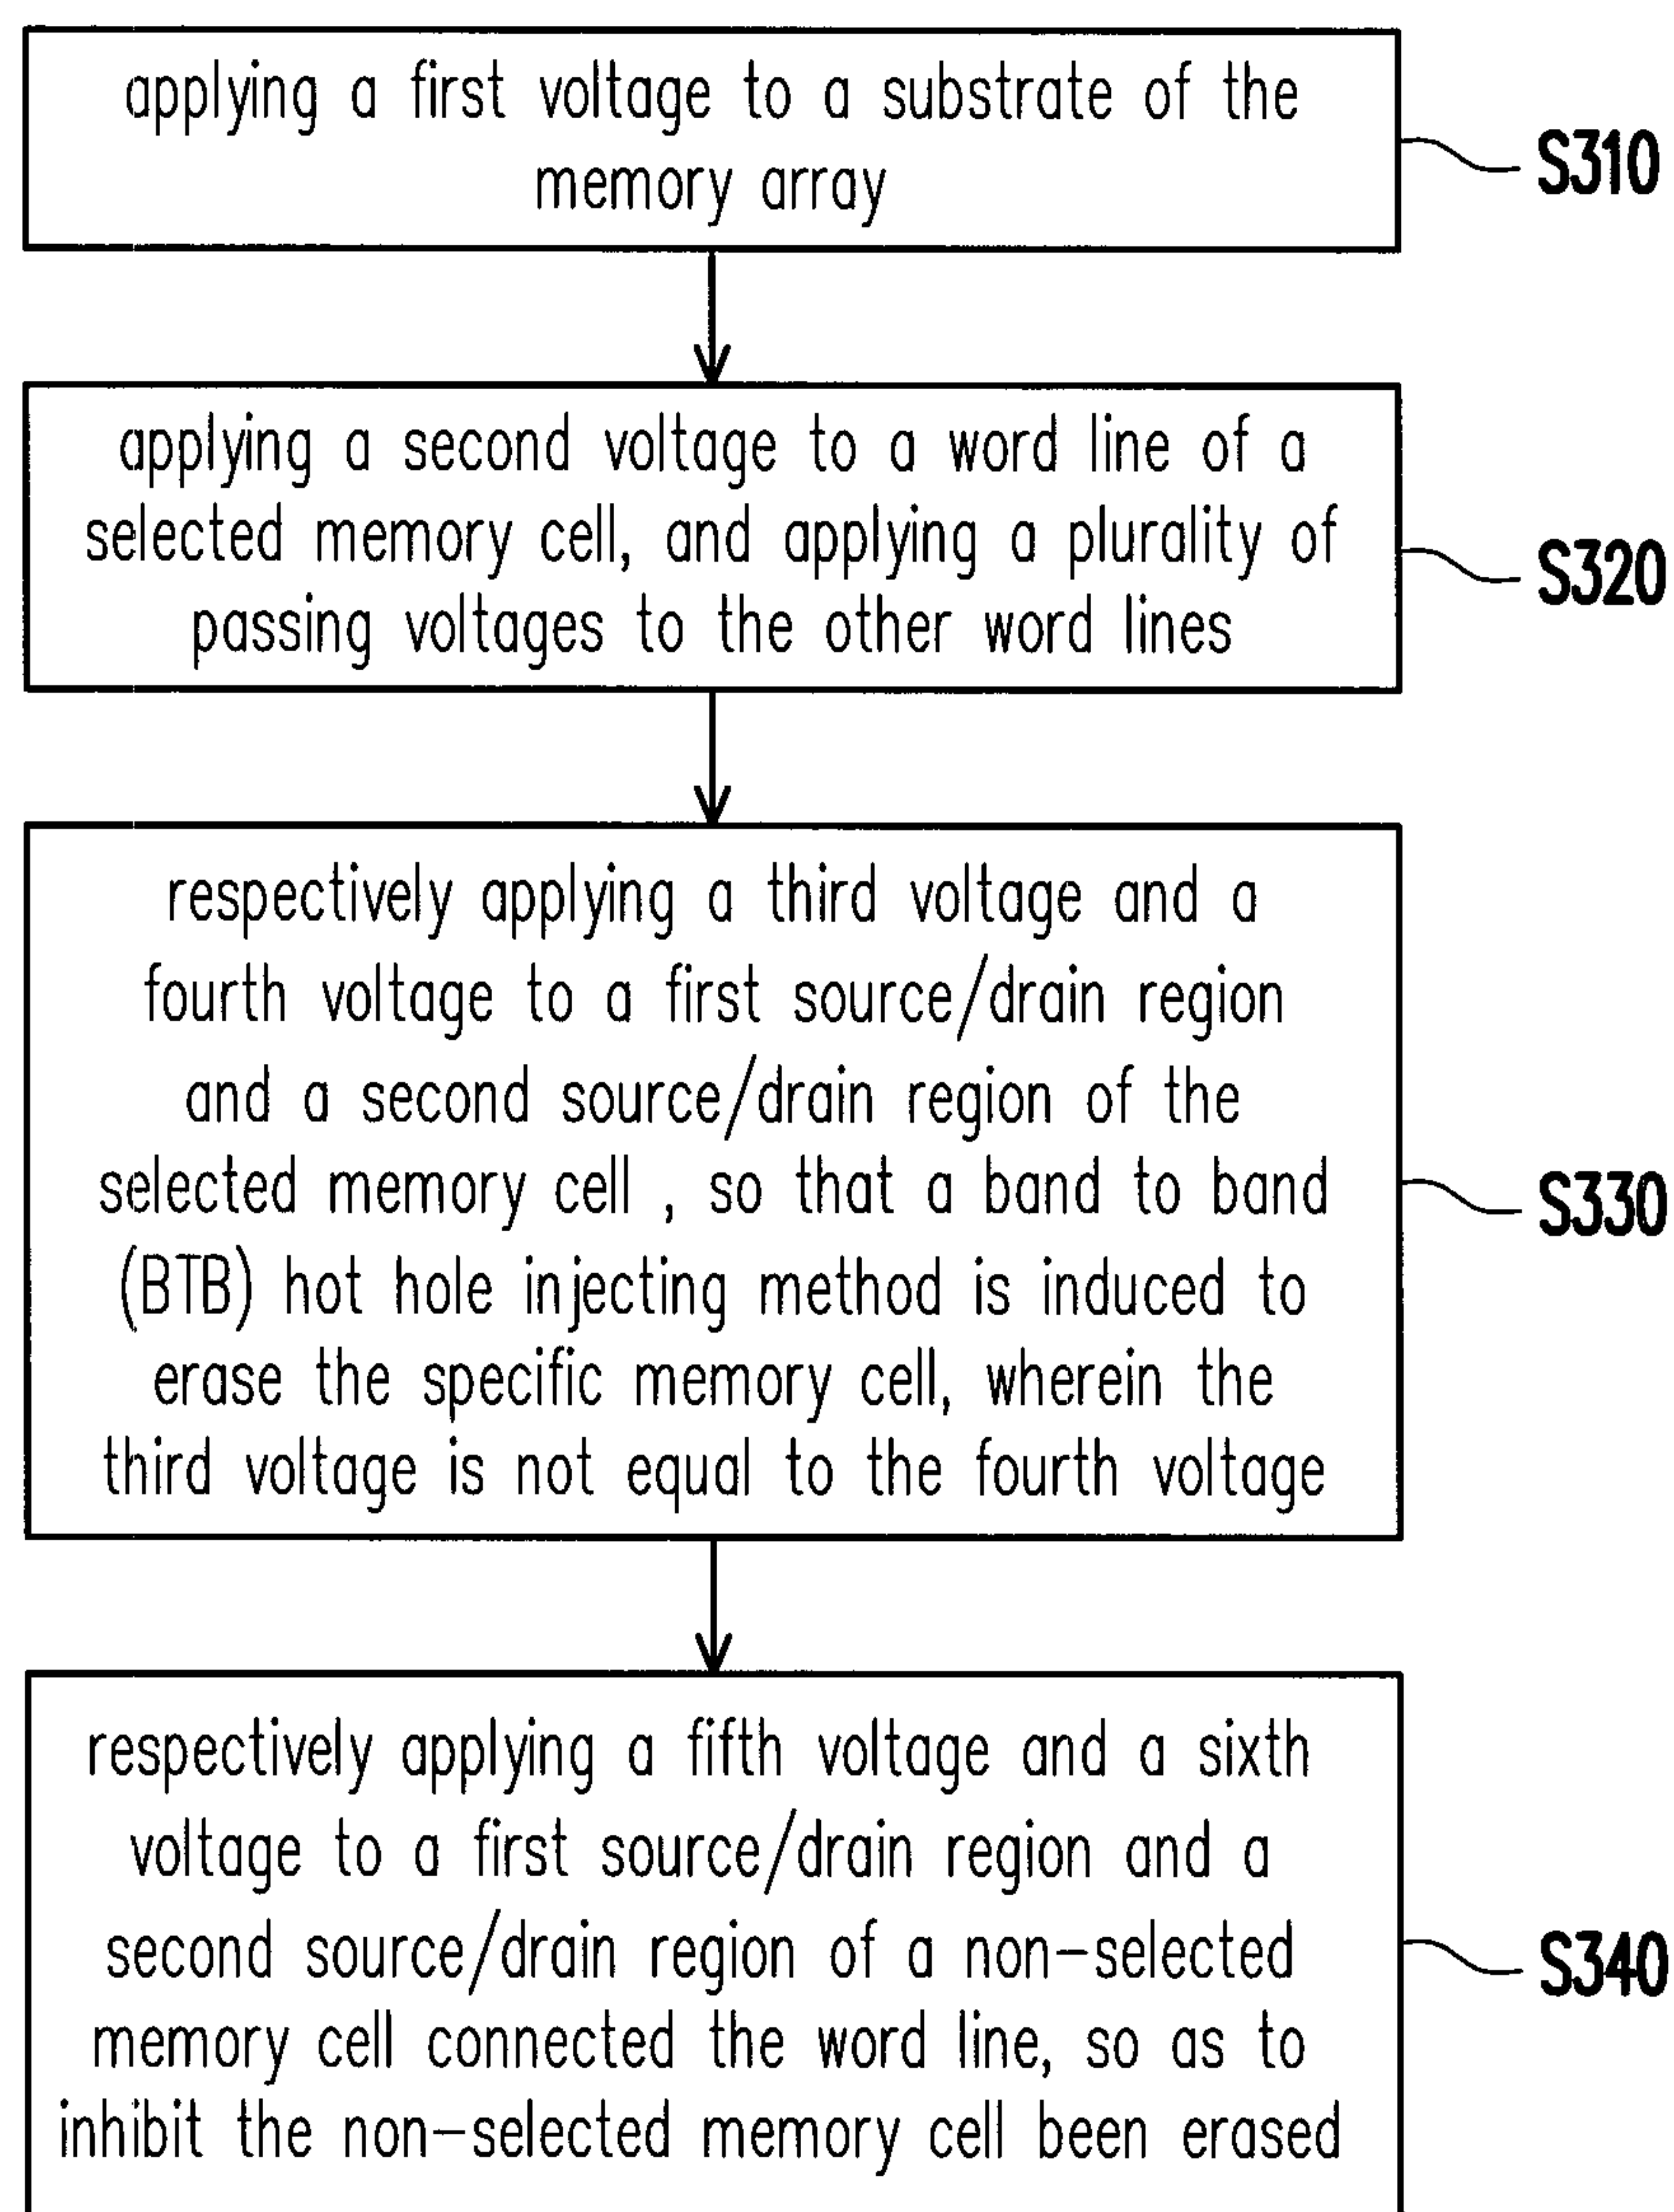 applying a first voltage to a substrate of the
memory array
S310
applying a second voltage to a word line of a
selected memory cell, and applying a plurality of
passing voltages to the other word lines
S320
respectively applying a third voltage and a
fourth voltage to a first source/drain region
and a second source/drain region of the
selected memory cell , so that a band to band
(BTB) hot hole injecting method is induced to
erase the specific memory cell, wherein the
third voltage is not equal to the fourth voltage
S330
respectively applying a fifth voltage and a sixth
voltage to a first source/drain region and a
second source/drain region of a non-selected
memory cell connected the word line, so as to
inhibit the non-selected memory cell been erased
S340